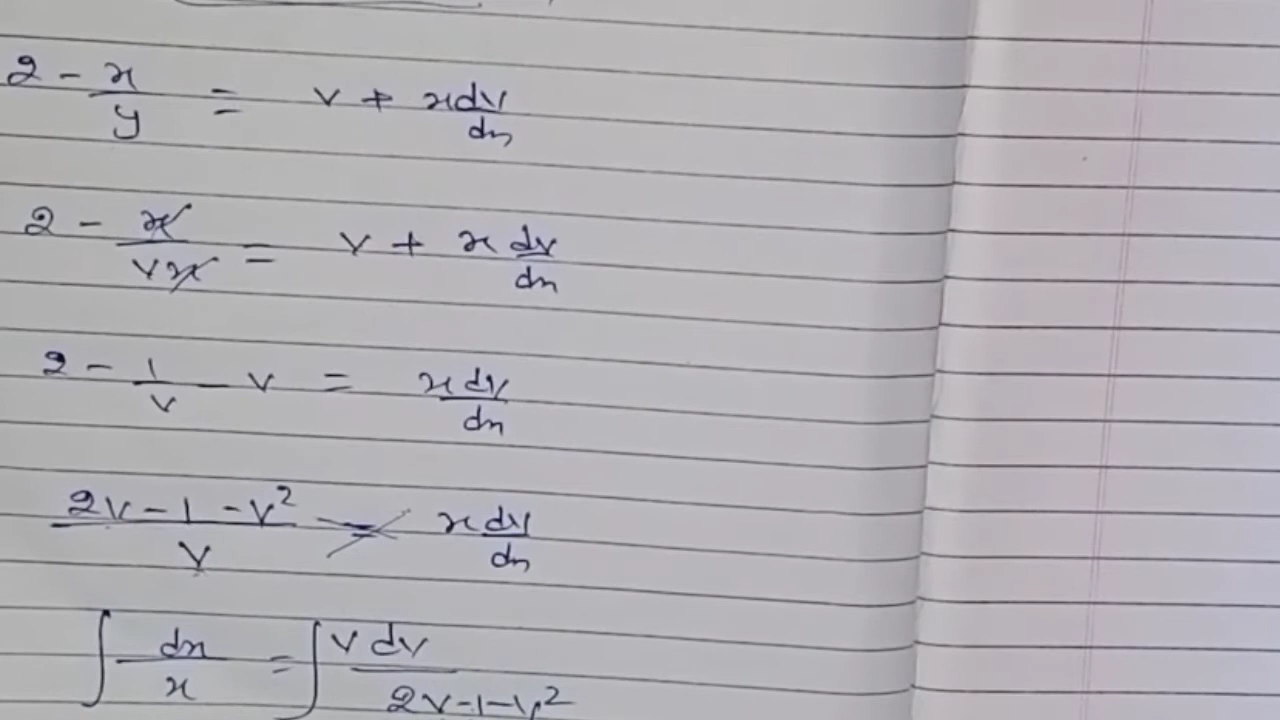 2 - x/y = v + x dv/dx
2 - x/vx = v + x dv/dx
2 - 1/v - v = x dv/dx
(2v - 1 - v²)/v = x dv/dx
∫ dx/x = ∫ v dv/(2v - 1 - v²)